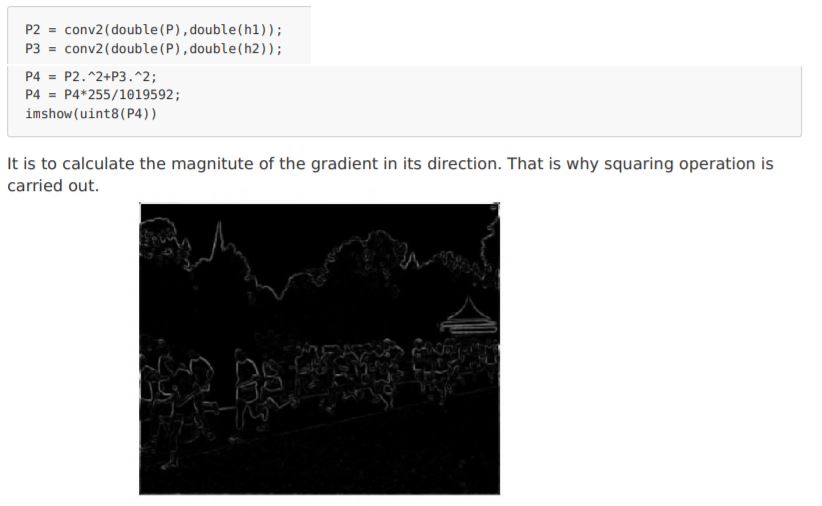 P2 = conv2(double(P),double(h1));
P3 = conv2(double(P),double(h2));
P4 = P2.^2+P3.^2;
P4 = P4*255/1019592;
imshow(uint8(P4))
It is to calculate the magnitute of the gradient in its direction. That is why squaring operation is
carried out.